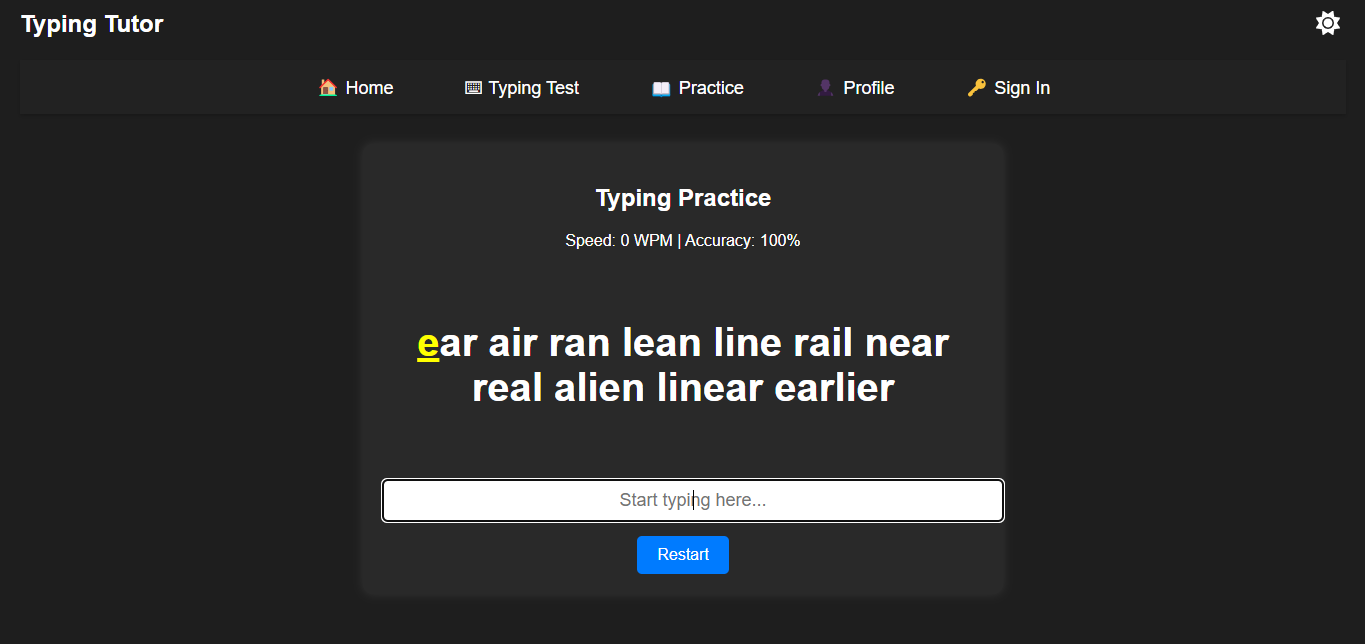 Typing Tutor
Home Typing Test Practice Profile Sign In
Typing Practice
Speed: 0 WPM | Accuracy: 100%
ear air ran lean line rail near
real alien linear earlier
Start typing here...
Restart